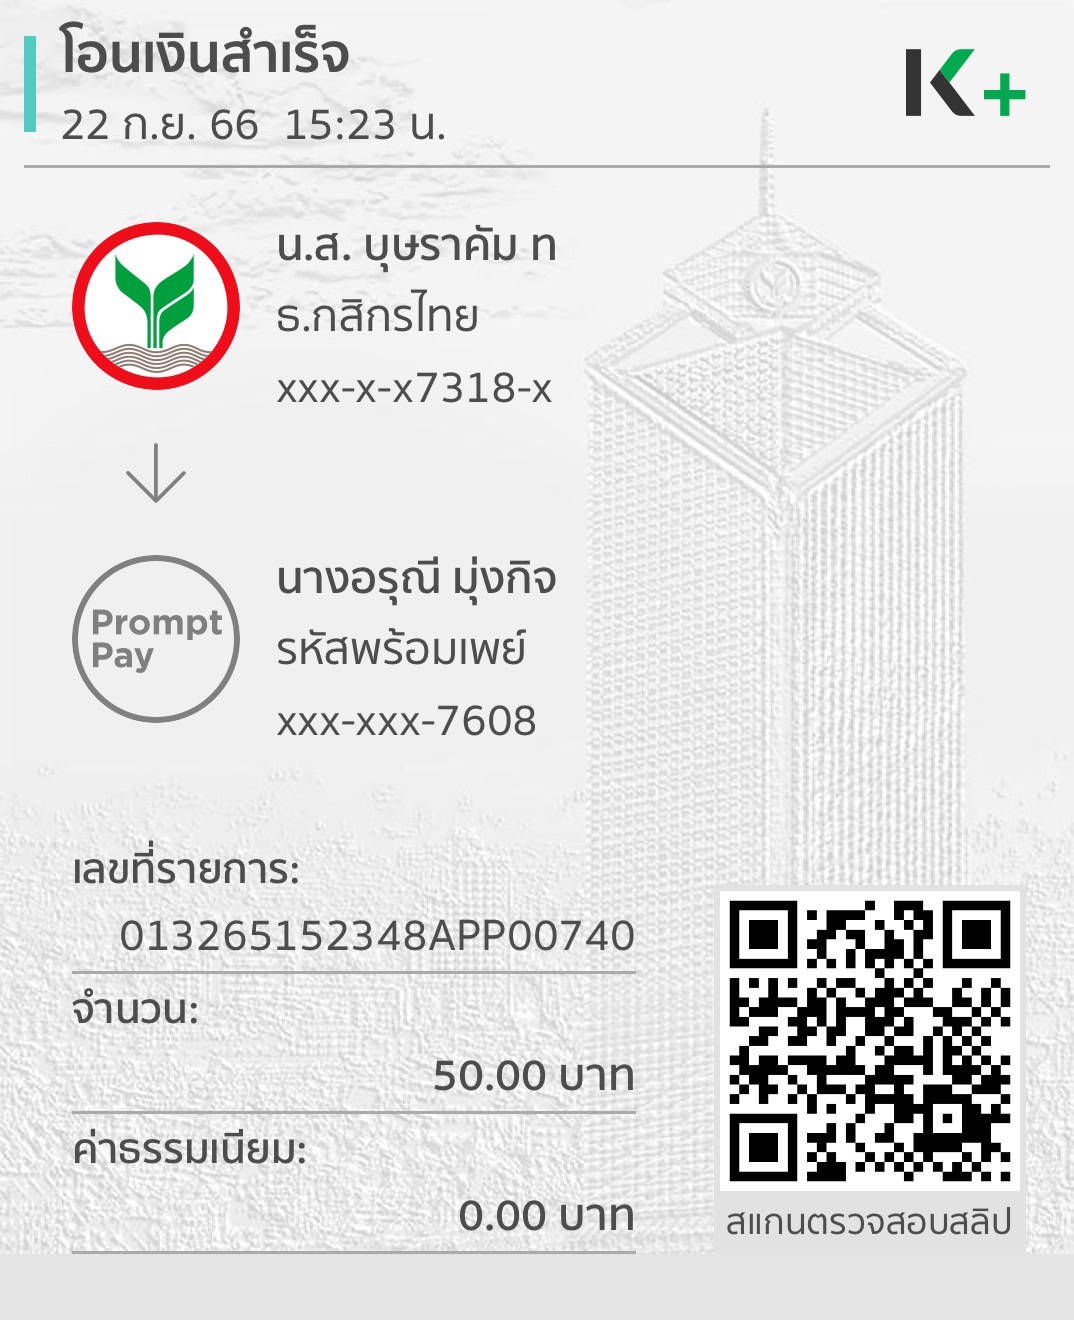 โอนเงินสำเร็จ
22 ก.ย. 66  15:23 น.
K+
น.ส. บุษราคัม ท
ธ.กสิกรไทย
xxx-x-x7318-x
Prompt
Pay
นางอรุณี มุ่งกิจ
รหัสพร้อมเพย์
xxx-xxx-7608
เลขที่รายการ:
013265152348APP00740
จำนวน:
50.00 บาท
ค่าธรรมเนียม:
0.00 บาท
สแกนตรวจสอบสลิป